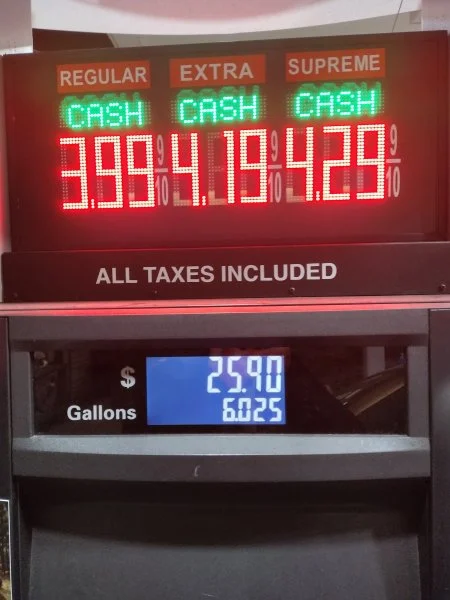 REGULAR EXTRA SUPREME
CASH CASH CASH
3.99 9/10 4.19 9/10 4.29 9/10
ALL TAXES INCLUDED
$ 25.90
Gallons 6.025